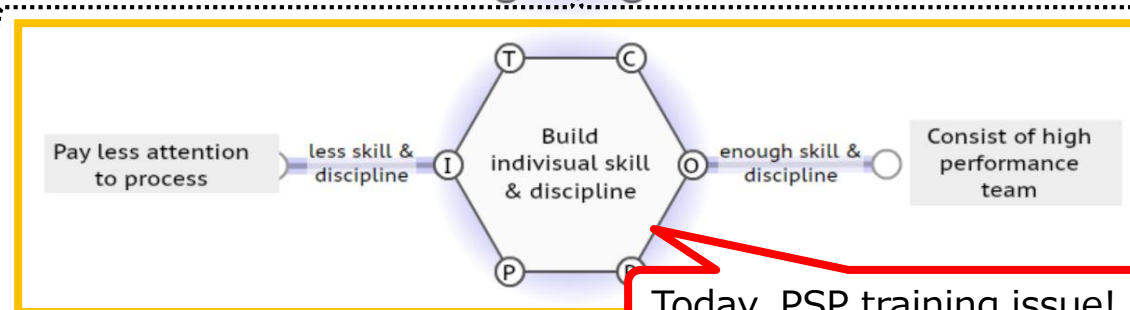 T
C
Pay less attention
to process
less skill &
discipline
I
Build
indivisual skill
& discipline
O
enough skill &
discipline
Consist of high
performance
team
P
Today, PSP training issue!